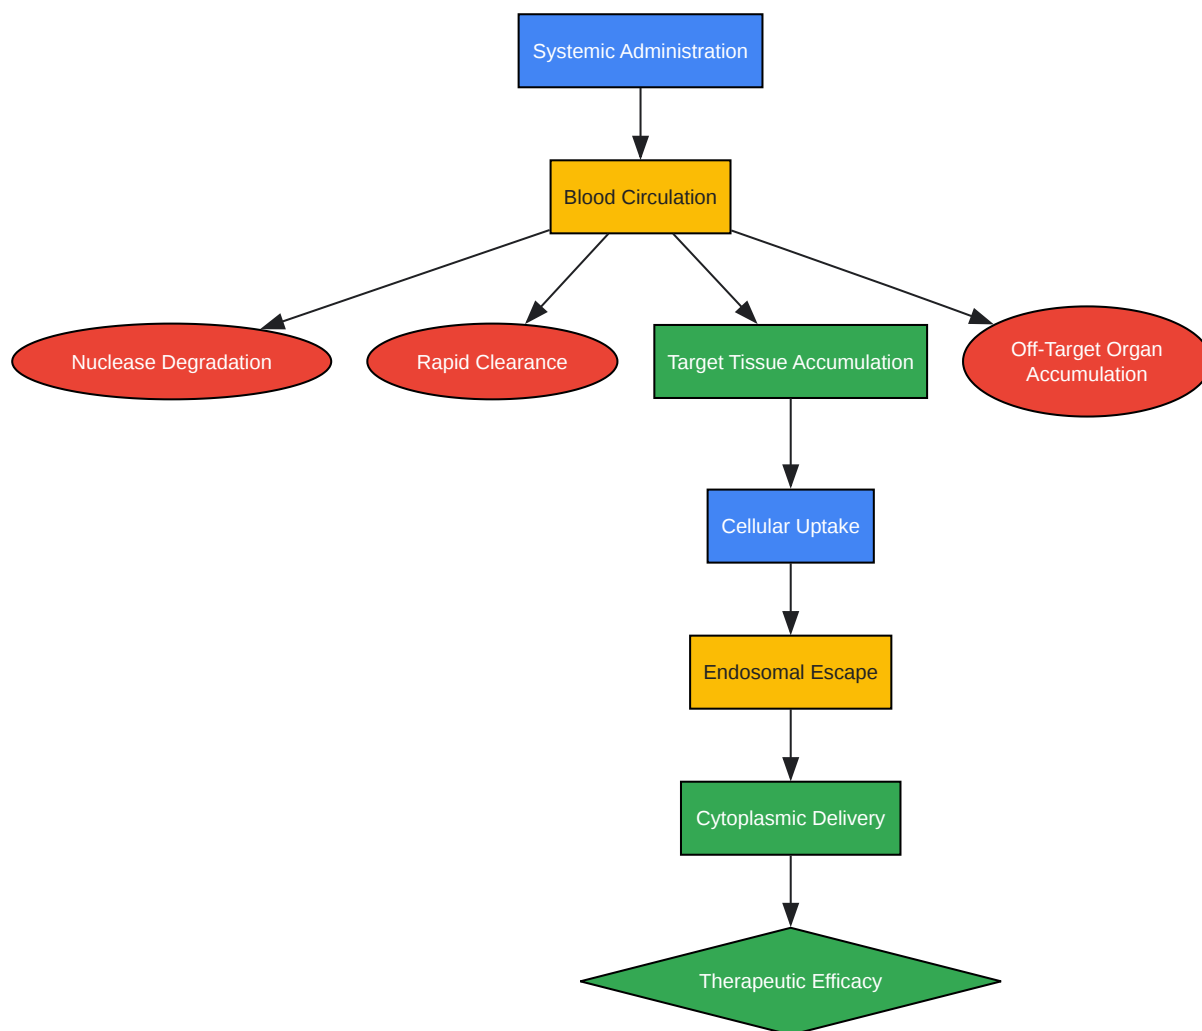 Systemic Administration
Blood Circulation
Nuclease Degradation
Rapid Clearance
Target Tissue Accumulation
Off-Target Organ
Accumulation
Cellular Uptake
Endosomal Escape
Cytoplasmic Delivery
Therapeutic Efficacy